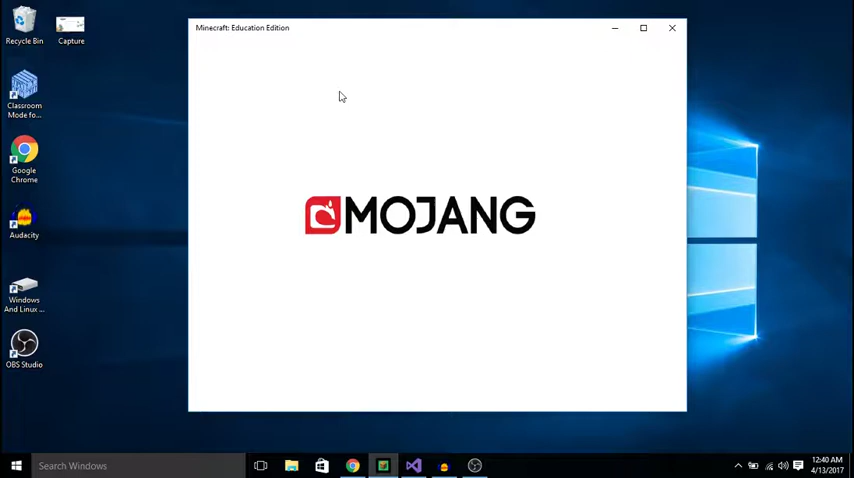 Minecraft: Education Edition
Recycle Bin
Capture
Classroom
Mode fo...
Google
Chrome
Audacity
Windows
And Linux ...
OBS Studio
MOJANG
Search Windows
12:40 AM
4/13/2017